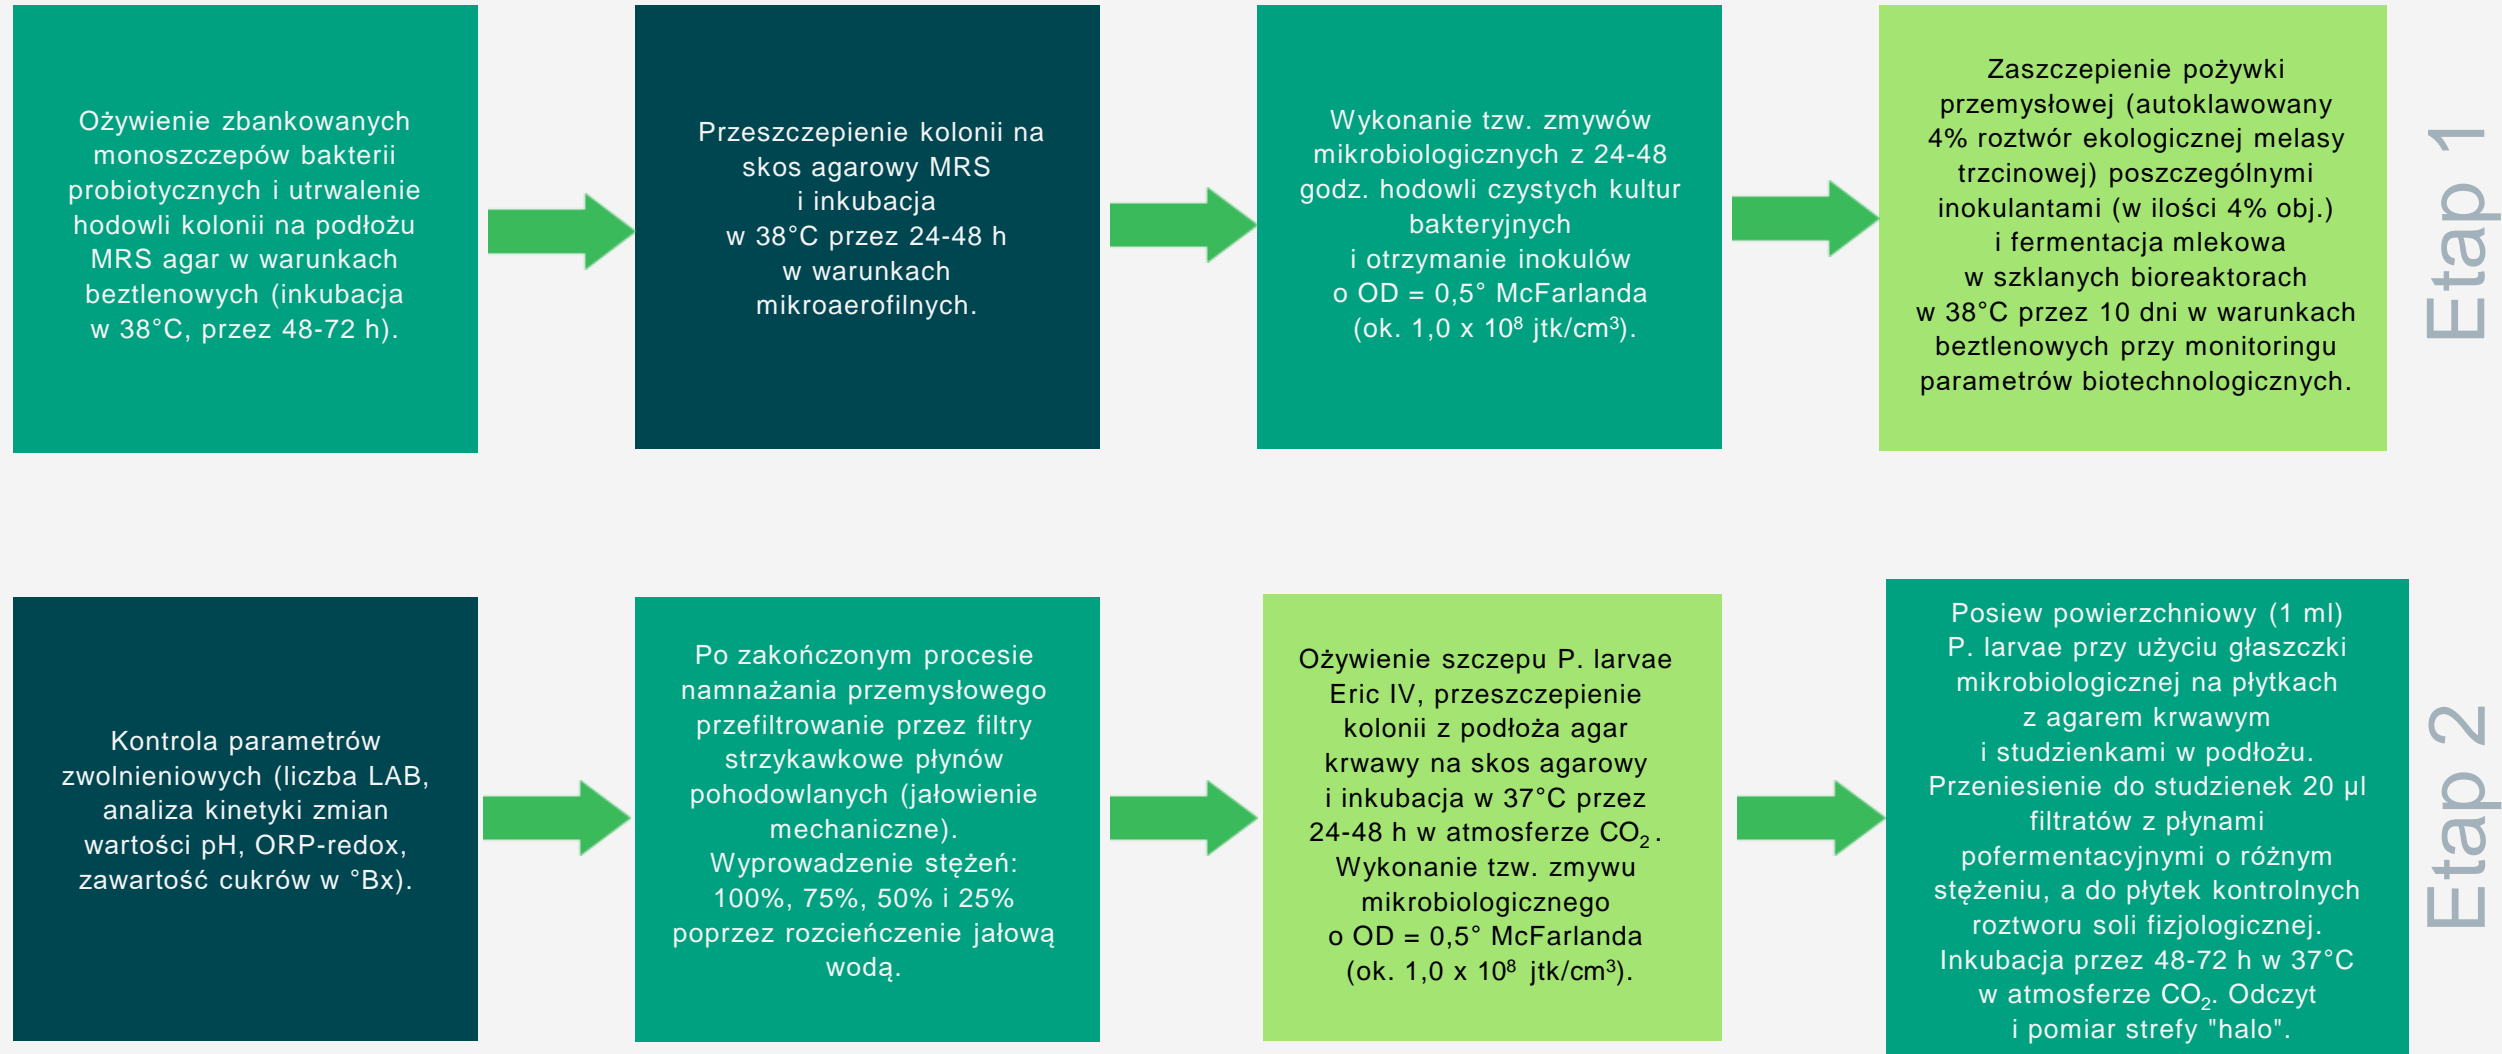 Ożywienie zbankowanych
monoszczepów bakterii
probiotycznych i utrwalenie
hodowli kolonii na podłożu
MRS agar w warunkach
beztlenowych (inkubacja
w 38°C, przez 48-72 h).
Przeszczepienie kolonii na
skos agarowy MRS
i inkubacja
w 38°C przez 24-48 h
w warunkach
mikroaerofilnych.
Wykonanie tzw. zmywów
mikrobiologicznych z 24-48
godz. hodowli czystych kultur
bakteryjnych
i otrzymanie inokulów
o OD = 0,5° McFarlanda
(ok. 1,0 x 10⁸ jtk/cm³).
Zaszczepienie pożywki
przemysłowej (autoklawowany
4% roztwór ekologicznej melasy
trzcinowej) poszczególnymi
inokulantami (w ilości 4% obj.)
i fermentacja mlekowa
w szklanych bioreaktorach
w 38°C przez 10 dni w warunkach
beztlenowych przy monitoringu
parametrów biotechnologicznych.
Etap 1
Kontrola parametrów
zwolnieniowych (liczba LAB,
analiza kinetyki zmian
wartości pH, ORP-redox,
zawartość cukrów w °Bx).
Po zakończonym procesie
namnażania przemysłowego
przefiltrowanie przez filtry
strzykawkowe płynów
pohodowlanych (jałowienie
mechaniczne).
Wyprowadzenie stężeń:
100%, 75%, 50% i 25%
poprzez rozcieńczenie jałową
wodą.
Ożywienie szczepu P. larvae
Eric IV, przeszczepienie
kolonii z podłoża agar
krwawy na skos agarowy
i inkubacja w 37°C przez
24-48 h w atmosferze CO₂.
Wykonanie tzw. zmywu
mikrobiologicznego
o OD = 0,5° McFarlanda
(ok. 1,0 x 10⁸ jtk/cm³).
Posiew powierzchniowy (1 ml)
P. larvae przy użyciu głaszczki
mikrobiologicznej na płytkach
z agarem krwawym
i studzienkami w podłożu.
Przeniesienie do studzienek 20 µl
filtratów z płynami
pofermentacyjnymi o różnym
stężeniu, a do płytek kontrolnych
roztworu soli fizjologicznej.
Inkubacja przez 48-72 h w 37°C
w atmosferze CO₂. Odczyt
i pomiar strefy "halo".
Etap 2